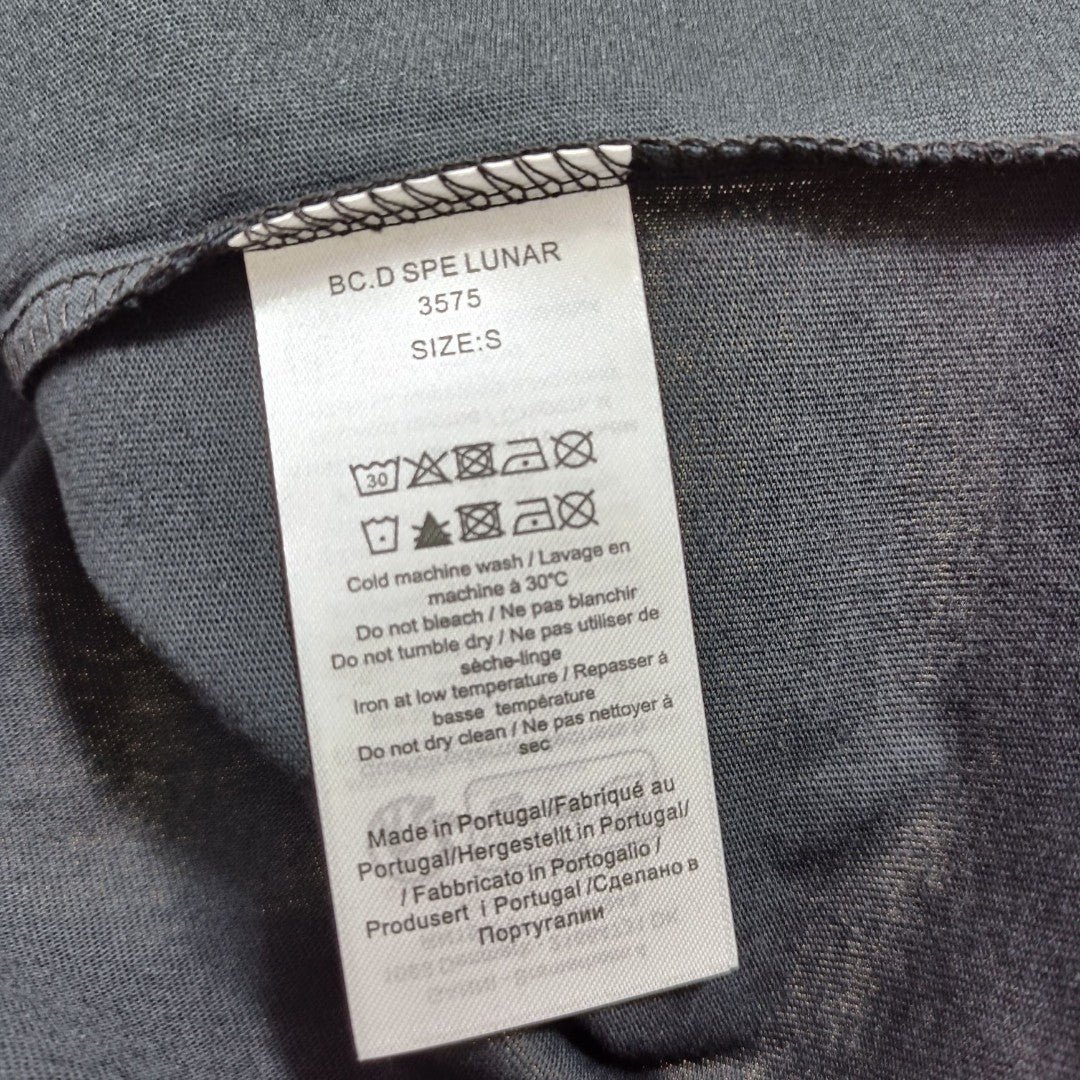 BC.D SPE LUNAR
3575
SIZE:S
30
Cold machine wash / Lavage en
machine à 30°C
Do not bleach / Ne pas blanchir
Do not tumble dry / Ne pas utiliser de
sèche-linge
Iron at low temperature / Repasser à
basse température
Do not dry clean / Ne pas nettoyer à
sec
Made in Portugal/Fabriqué au
Portugal/Hergestellt in Portugal/
/ Fabbricato in Portogallo /
Produsert i Portugal /Сделано в
Португалии